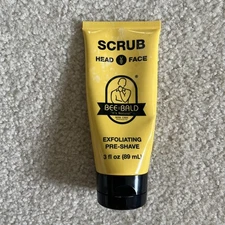 SCRUB
HEAD FACE
BEE·BALD
EXFOLIATING
PRE-SHAVE
3 fl oz (89 mL)